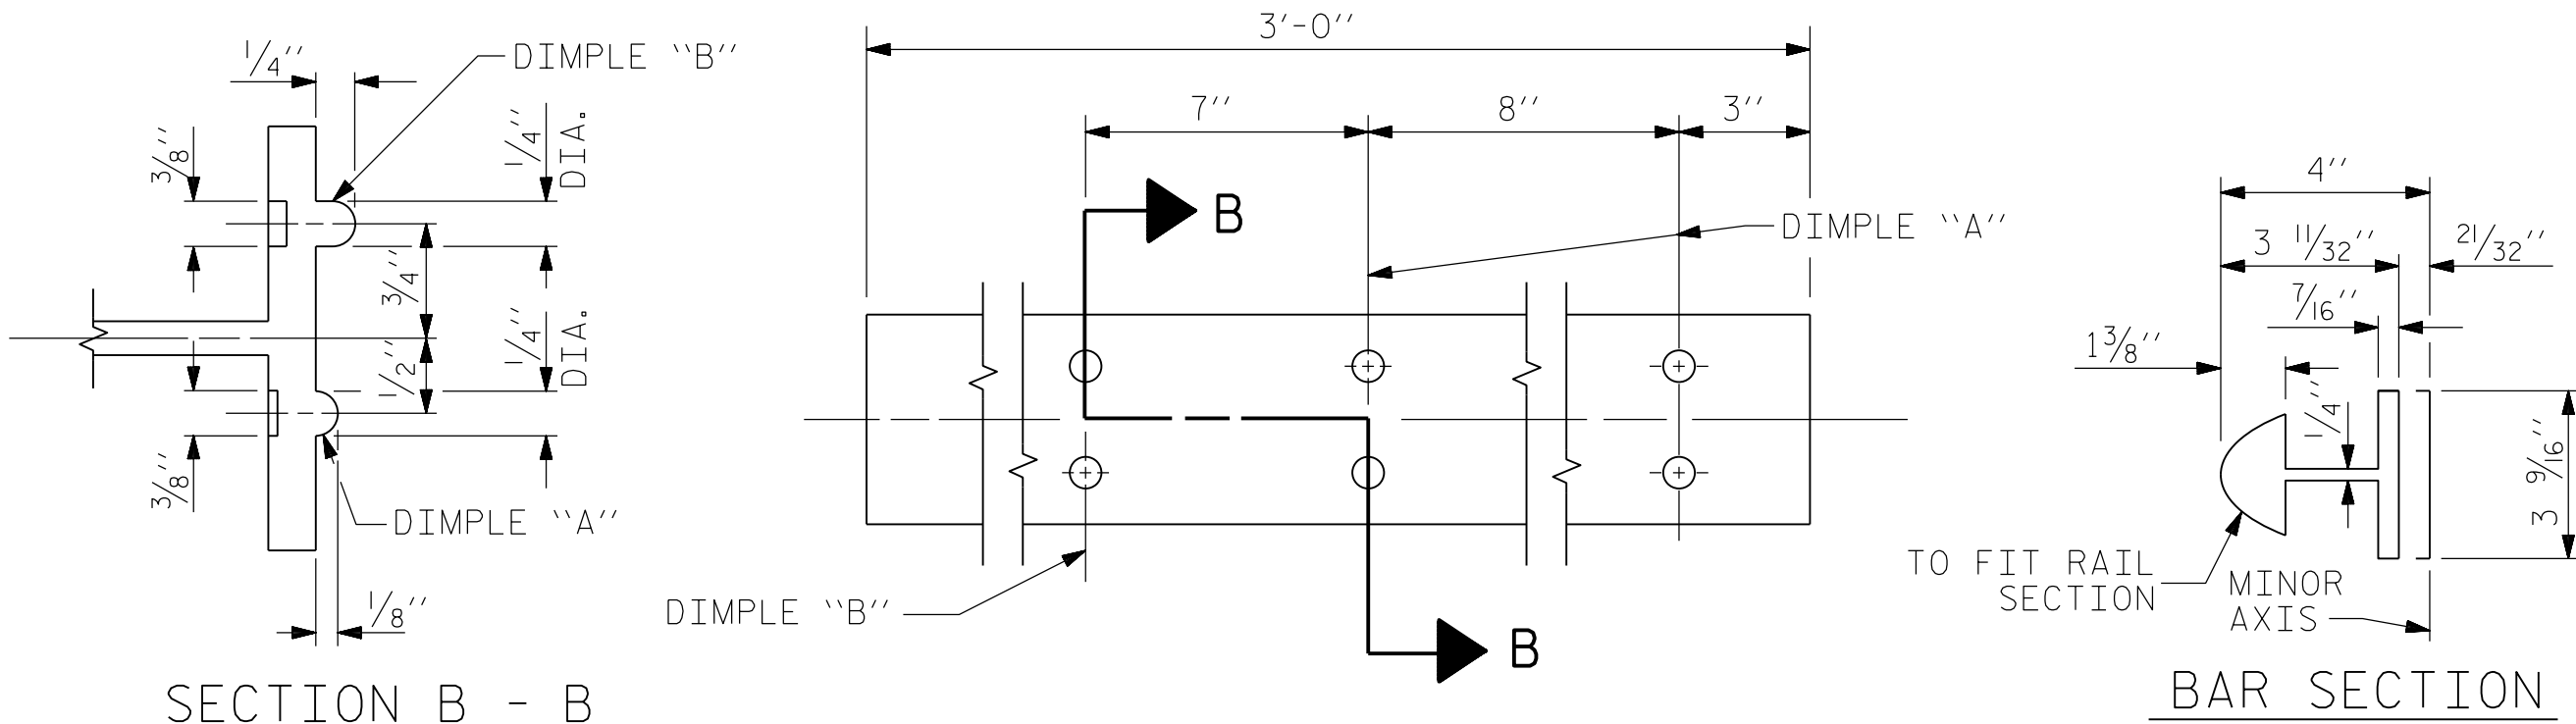 1/4''
DIMPLE ``B''
3/8''
1/4''
DIA.
3/4''
1/2''
1/4''
DIA.
3/8''
DIMPLE ``A''
1/8''
SECTION B - B
3'-0''
7''
8''
3''
B
DIMPLE ``A''
DIMPLE ``B''
B
4''
3 11/32''
21/32''
7/16''
1 3/8''
1/4''
3 9/16''
TO FIT RAIL
SECTION
MINOR
AXIS
BAR SECTION